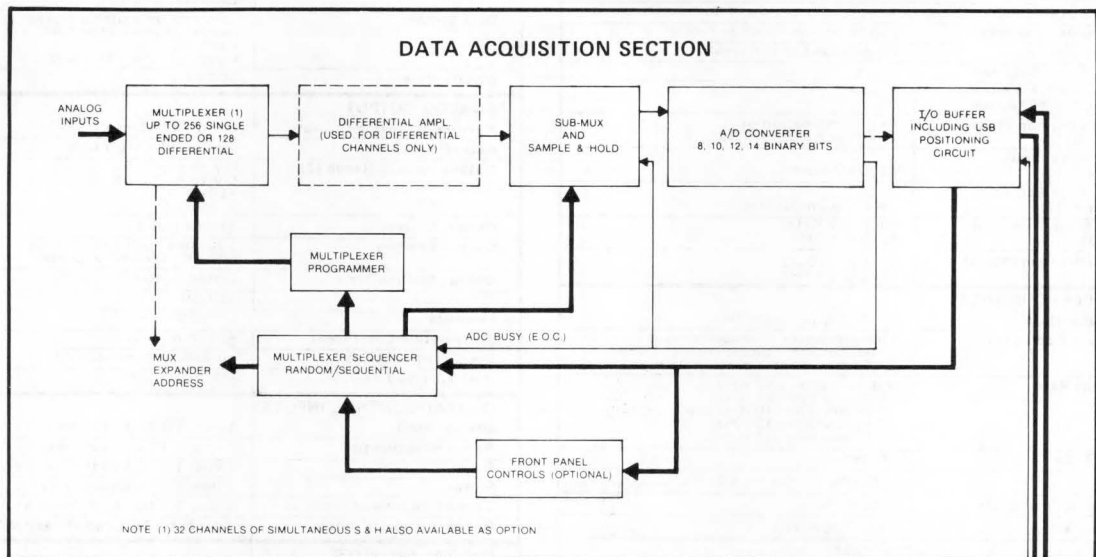 DATA ACQUISITION SECTION
ANALOG
INPUTS
MULTIPLEXER (1)
UP TO 256 SINGLE
ENDED OR 128
DIFFERENTIAL
DIFFERENTIAL AMPL.
(USED FOR DIFFERENTIAL
CHANNELS ONLY)
SUB-MUX
AND
SAMPLE & HOLD
A/D CONVERTER
8, 10, 12, 14 BINARY BITS
I/O BUFFER
INCLUDING LSB
POSITIONING
CIRCUIT
MULTIPLEXER
PROGRAMMER
ADC BUSY (E.O.C.)
MUX
EXPANDER
ADDRESS
MULTIPLEXER SEQUENCER
RANDOM/SEQUENTIAL
FRONT PANEL
CONTROLS (OPTIONAL)
NOTE (1) 32 CHANNELS OF SIMULTANEOUS S & H ALSO AVAILABLE AS OPTION